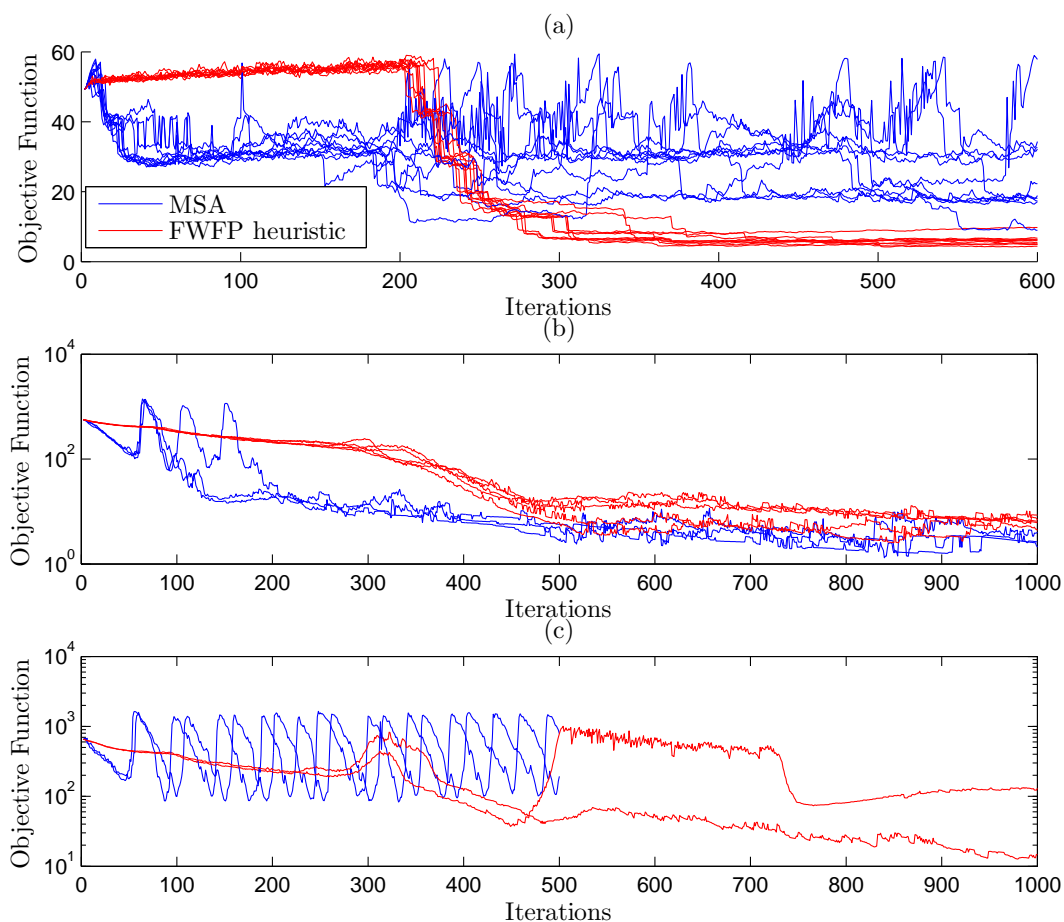 (a)
Objective Function
60
40
20
0
MSA
FWFP heuristic
0 100 200 300 400 500 600
Iterations
(b)
Objective Function
10^4
10^2
10^0
0 100 200 300 400 500 600 700 800 900 1000
Iterations
(c)
Objective Function
10^4
10^3
10^2
10^1
0 100 200 300 400 500 600 700 800 900 1000
Iterations